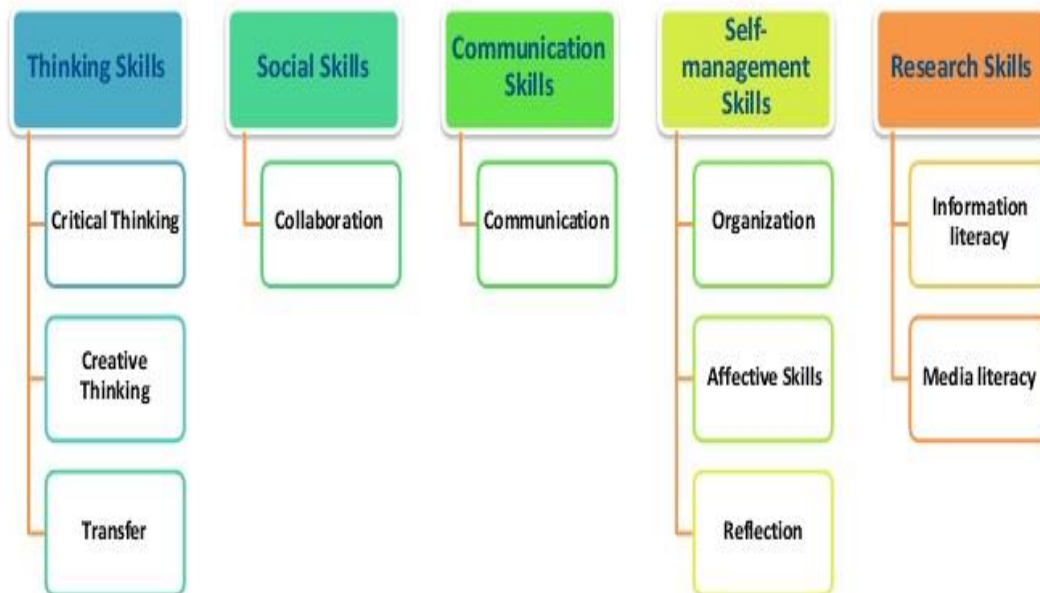 Thinking Skills
Social Skills
Communication
Skills
Self-
management
Skills
Research Skills
Critical Thinking
Collaboration
Communication
Organization
Information
literacy
Creative
Thinking
Affective Skills
Media literacy
Transfer
Reflection